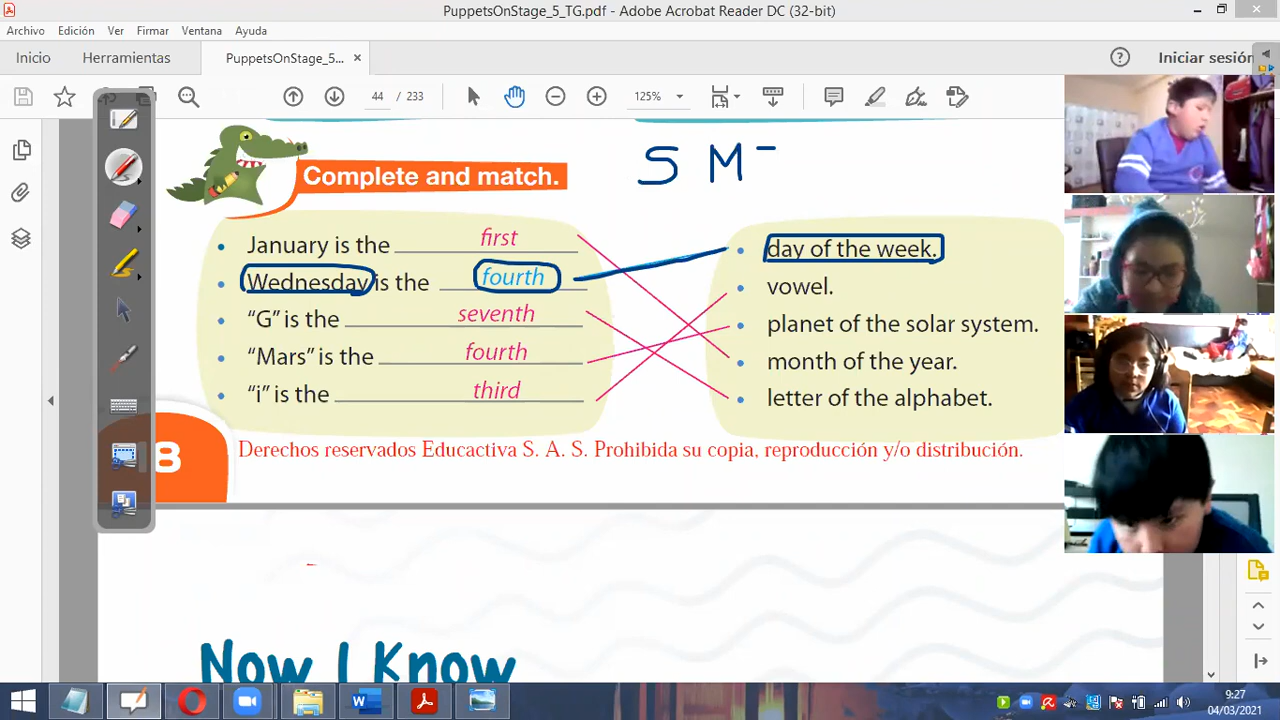 PuppetsOnStage_5_TG.pdf - Adobe Acrobat Reader DC (32-bit)
Archivo Edición Ver Firmar Ventana Ayuda
Inicio Herramientas PuppetsOnStage_5... × Iniciar sesión
44 / 233 125%
Complete and match.
S M
January is the first
Wednesday is the fourth
“G” is the seventh
“Mars” is the fourth
“i” is the third
day of the week.
vowel.
planet of the solar system.
month of the year.
letter of the alphabet.
8
Derechos reservados Educactiva S. A. S. Prohibida su copia, reproducción y/o distribución.
Now I Know
9:27
04/03/2021